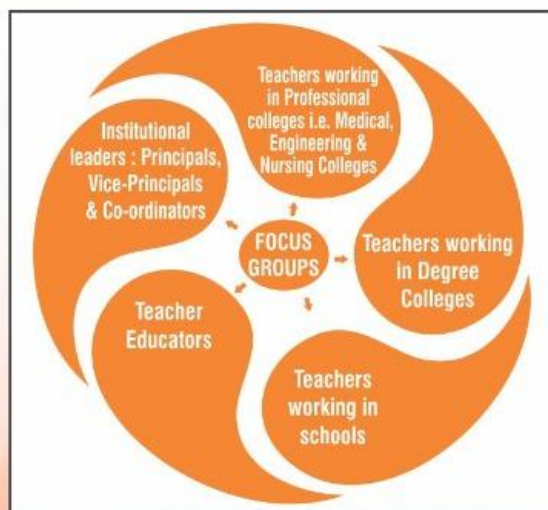 Teachers working
in Professional
colleges i.e. Medical,
Engineering &
Nursing Colleges
Institutional
leaders : Principals,
Vice-Principals
& Co-ordinators
FOCUS
GROUPS
Teachers working
in Degree
Colleges
Teacher
Educators
Teachers
working in
schools